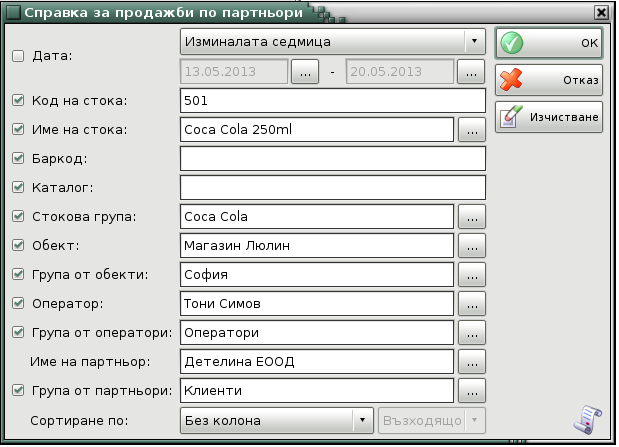 Справка за продажби по партньори
Дата: Изминалата седмица
13.05.2013 ... - 20.05.2013 ...
Код на стока: 501
Име на стока: Coca Cola 250ml ...
Баркод:
Каталог:
Стокова група: Coca Cola ...
Обект: Магазин Люлин ...
Група от обекти: София ...
Оператор: Тони Симов ...
Група от оператори: Оператори ...
Име на партньор: Детелина ЕООД ...
Група от партньори: Клиенти ...
Сортиране по: Без колона Възходящо
OK
Отказ
Изчистване